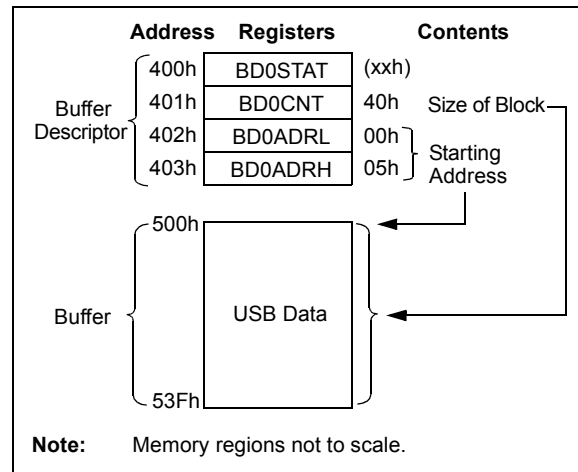 Address Registers Contents
400h BD0STAT (xxh)
401h BD0CNT 40h Size of Block
Buffer
Descriptor
402h BD0ADRL 00h
403h BD0ADRH 05h
Starting
Address
500h
Buffer USB Data
53Fh
Note: Memory regions not to scale.